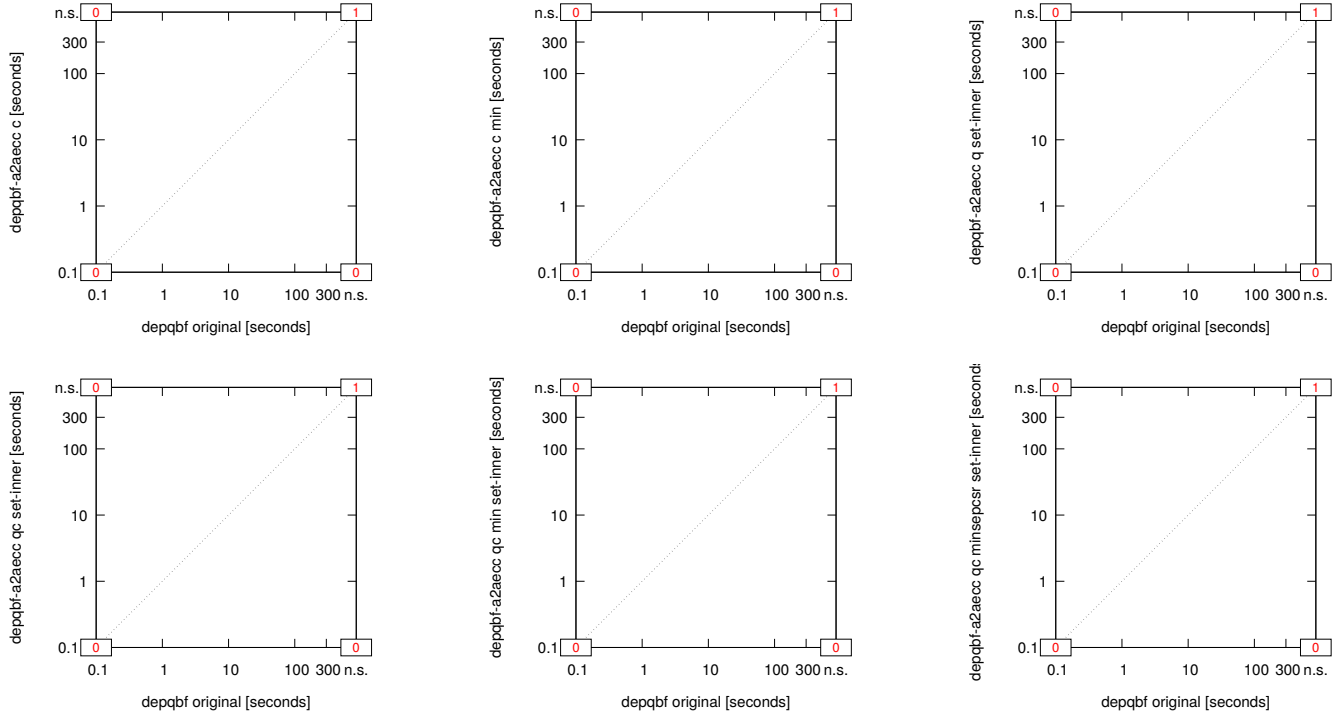 depqbf-a2aecc c [seconds]
n.s. 0 1
300
100
10
1
0.1 0 0
0.1 1 10 100 300 n.s.
depqbf original [seconds]
depqbf-a2aecc c min [seconds]
n.s. 0 1
300
100
10
1
0.1 0 0
0.1 1 10 100 300 n.s.
depqbf original [seconds]
depqbf-a2aecc q set-inner [seconds]
n.s. 0 1
300
100
10
1
0.1 0 0
0.1 1 10 100 300 n.s.
depqbf original [seconds]
depqbf-a2aecc qc set-inner [seconds]
n.s. 0 1
300
100
10
1
0.1 0 0
0.1 1 10 100 300 n.s.
depqbf original [seconds]
depqbf-a2aecc qc min set-inner [seconds]
n.s. 0 1
300
100
10
1
0.1 0 0
0.1 1 10 100 300 n.s.
depqbf original [seconds]
depqbf-a2aecc qc minsepcsr set-inner [second
n.s. 0 1
300
100
10
1
0.1 0 0
0.1 1 10 100 300 n.s.
depqbf original [seconds]